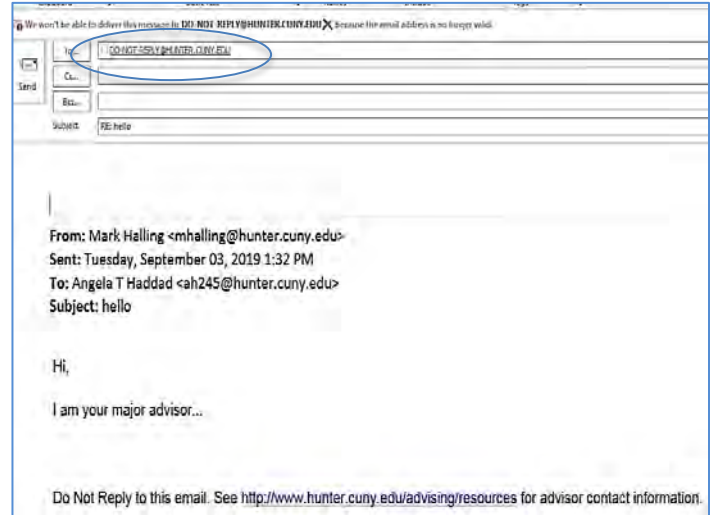 We won't be able to deliver this message to DO-NOT-REPLY@HUNTER.CUNY.EDU X because the email address is no longer valid.
To...
DO-NOT-REPLY@HUNTER.CUNY.EDU
Cc...
Send
Bcc...
Subject
RE: hello
From: Mark Halling <mhalling@hunter.cuny.edu>
Sent: Tuesday, September 03, 2019 1:32 PM
To: Angela T Haddad <ah245@hunter.cuny.edu>
Subject: hello
Hi,
I am your major advisor...
Do Not Reply to this email. See http://www.hunter.cuny.edu/advising/resources for advisor contact information.